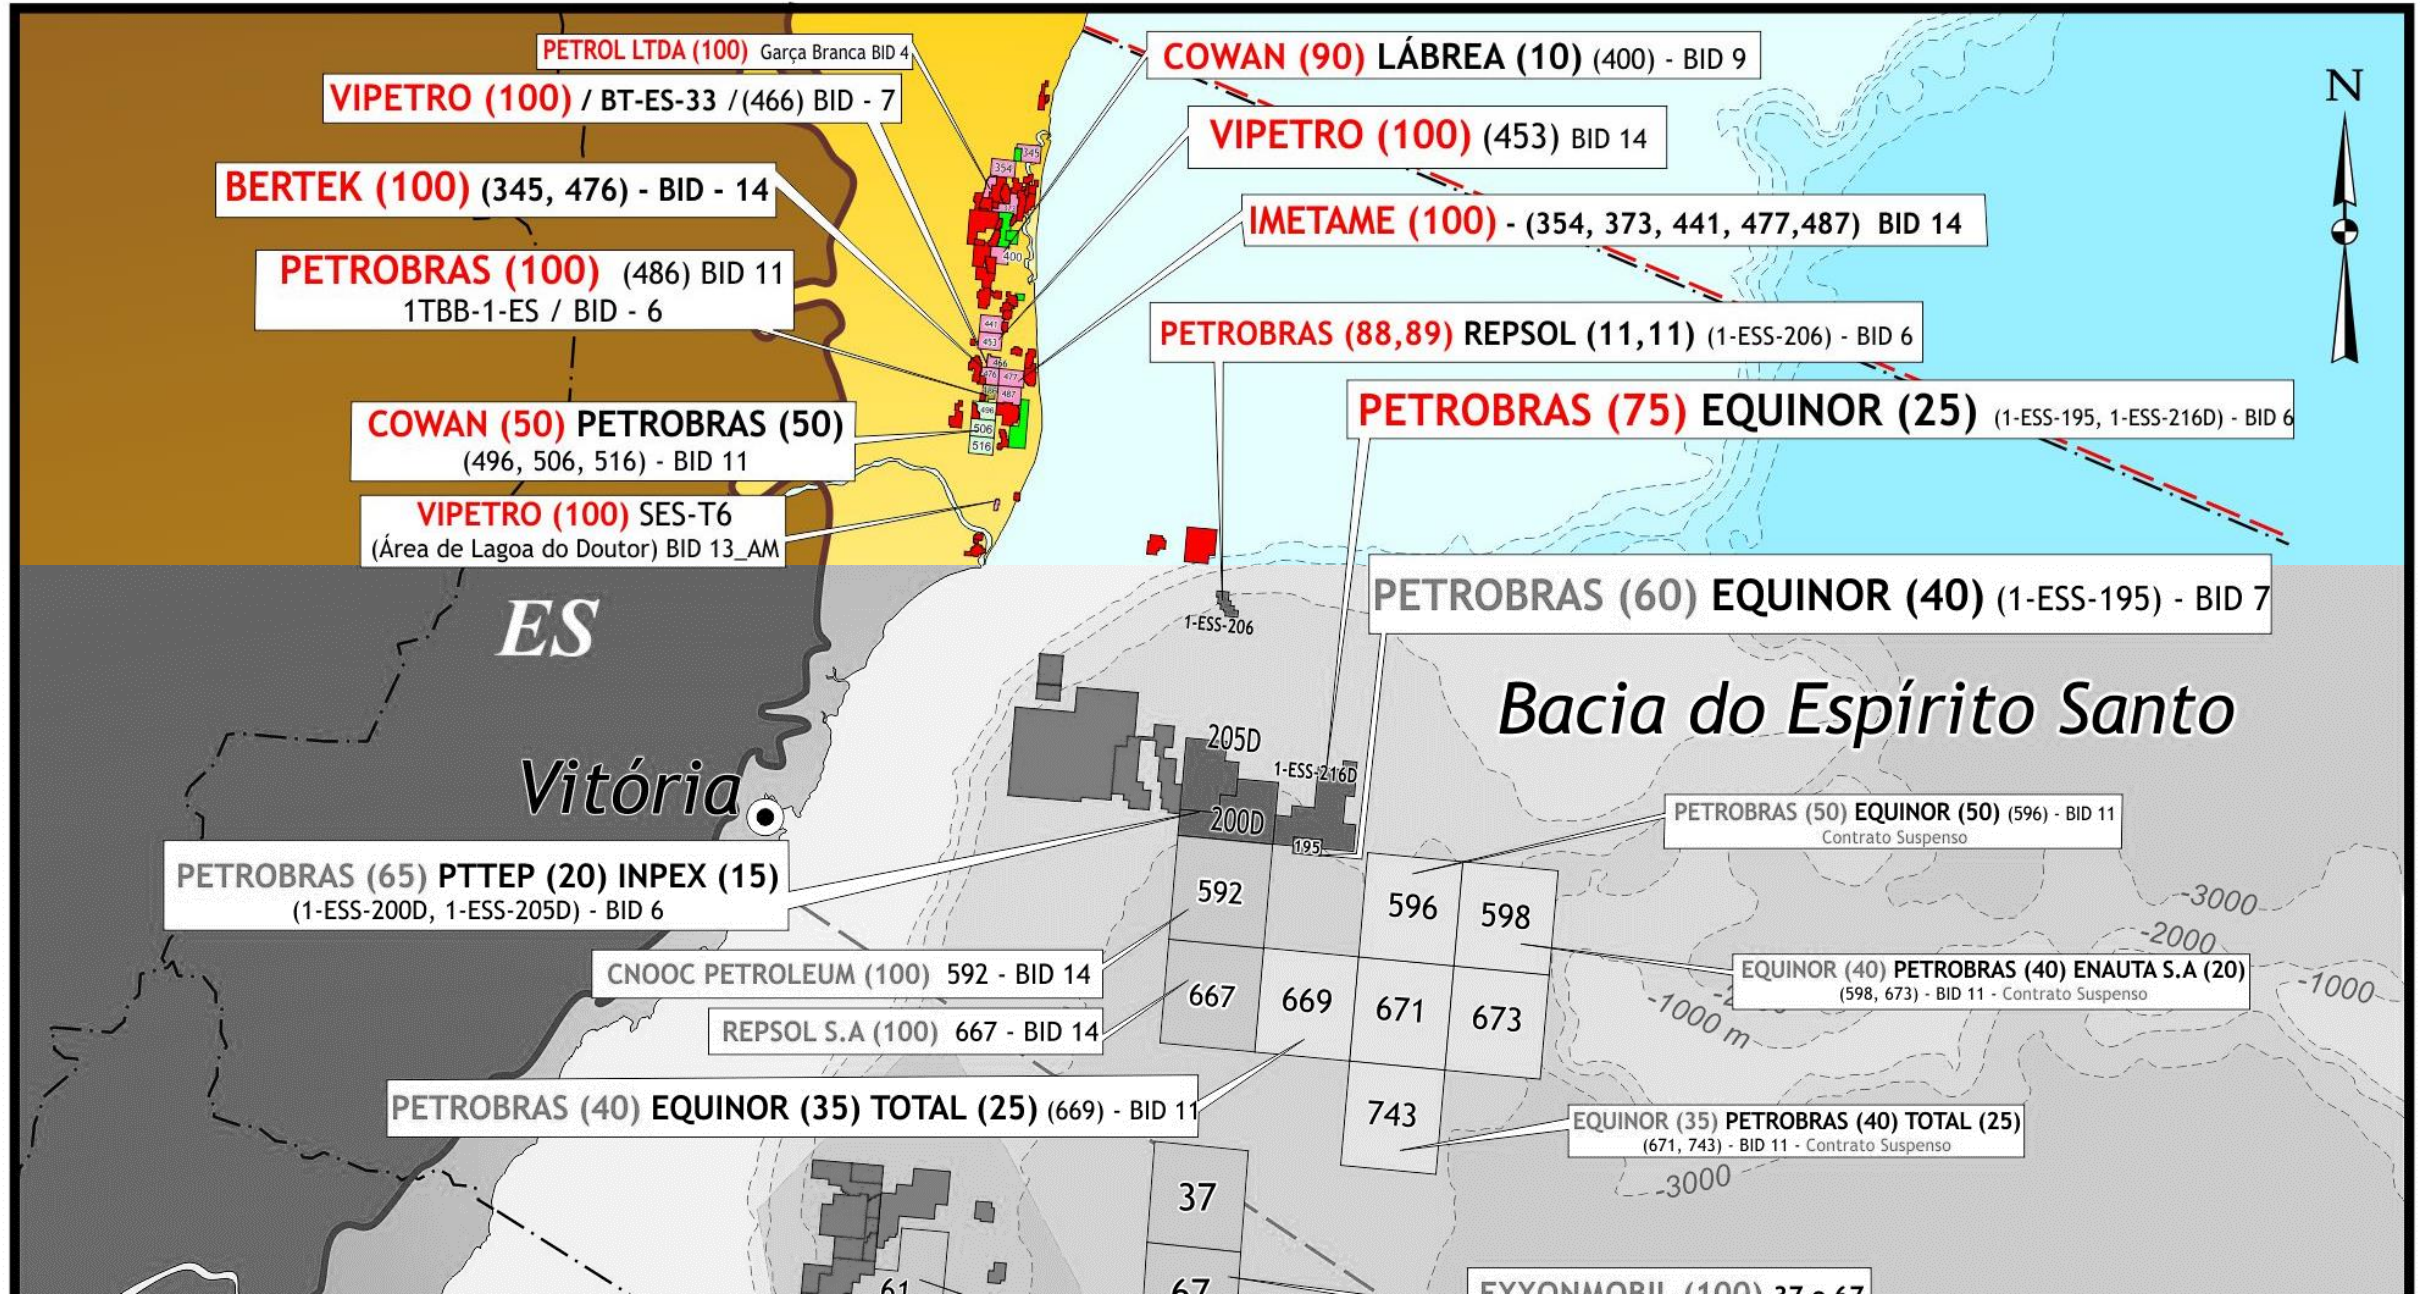 PETROL LTDA (100) Garça Branca BID 4
COWAN (90) LÁBREA (10) (400) - BID 9
N
VIPETRO (100) / BT-ES-33 /(466) BID - 7
VIPETRO (100) (453) BID 14
BERTEK (100) (345, 476) - BID - 14
IMETAME (100) - (354, 373, 441, 477,487) BID 14
PETROBRAS (100) (486) BID 11
1TBB-1-ES / BID - 6
345
354
400
441
453
466
476
477
487
496
506
516
PETROBRAS (88,89) REPSOL (11,11) (1-ESS-206) - BID 6
PETROBRAS (75) EQUINOR (25) (1-ESS-195, 1-ESS-216D) - BID 6
COWAN (50) PETROBRAS (50)
(496, 506, 516) - BID 11
VIPETRO (100) SES-T6
(Área de Lagoa do Doutor) BID 13_AM
PETROBRAS (60) EQUINOR (40) (1-ESS-195) - BID 7
ES
1-ESS-206
Bacia do Espírito Santo
Vitória
205D
1-ESS-216D
200D
195
PETROBRAS (50) EQUINOR (50) (596) - BID 11
Contrato Suspenso
PETROBRAS (65) PTTEP (20) INPEX (15)
(1-ESS-200D, 1-ESS-205D) - BID 6
592
596
598
-3000
-2000
-1000
CNOOC PETROLEUM (100) 592 - BID 14
EQUINOR (40) PETROBRAS (40) ENAUTA S.A (20)
(598, 673) - BID 11 - Contrato Suspenso
667
669
671
673
-1000 m
REPSOL S.A (100) 667 - BID 14
PETROBRAS (40) EQUINOR (35) TOTAL (25) (669) - BID 11
743
EQUINOR (35) PETROBRAS (40) TOTAL (25)
(671, 743) - BID 11 - Contrato Suspenso
-3000
37
61
67
EXXONMOBIL (100) 37 e 67